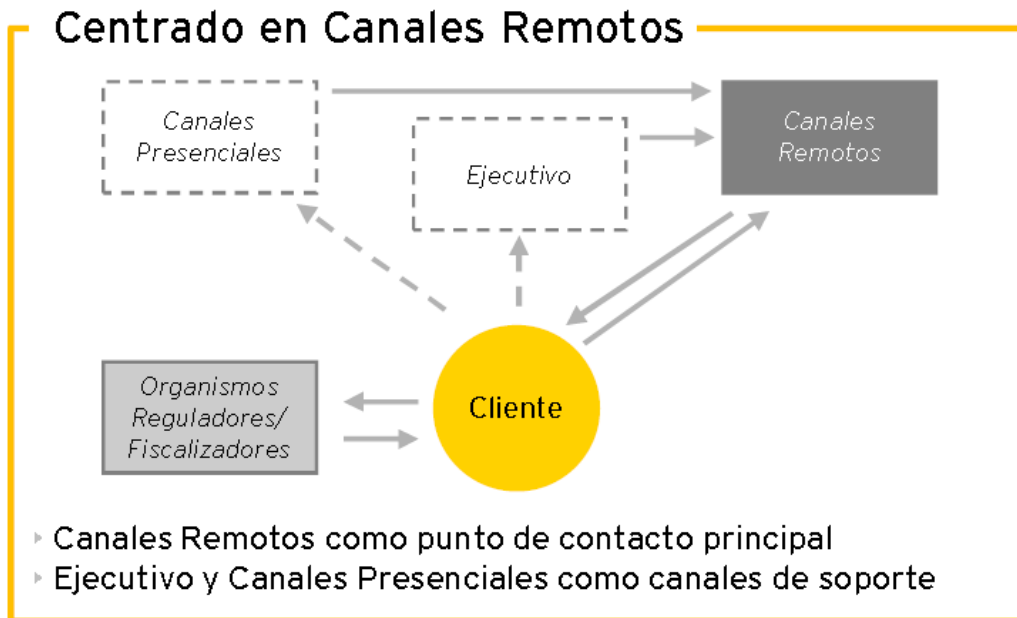 Centrado en Canales Remotos
Canales
Presenciales
Ejecutivo
Canales
Remotos
Organismos
Reguladores/
Fiscalizadores
Cliente
Canales Remotos como punto de contacto principal
Ejecutivo y Canales Presenciales como canales de soporte